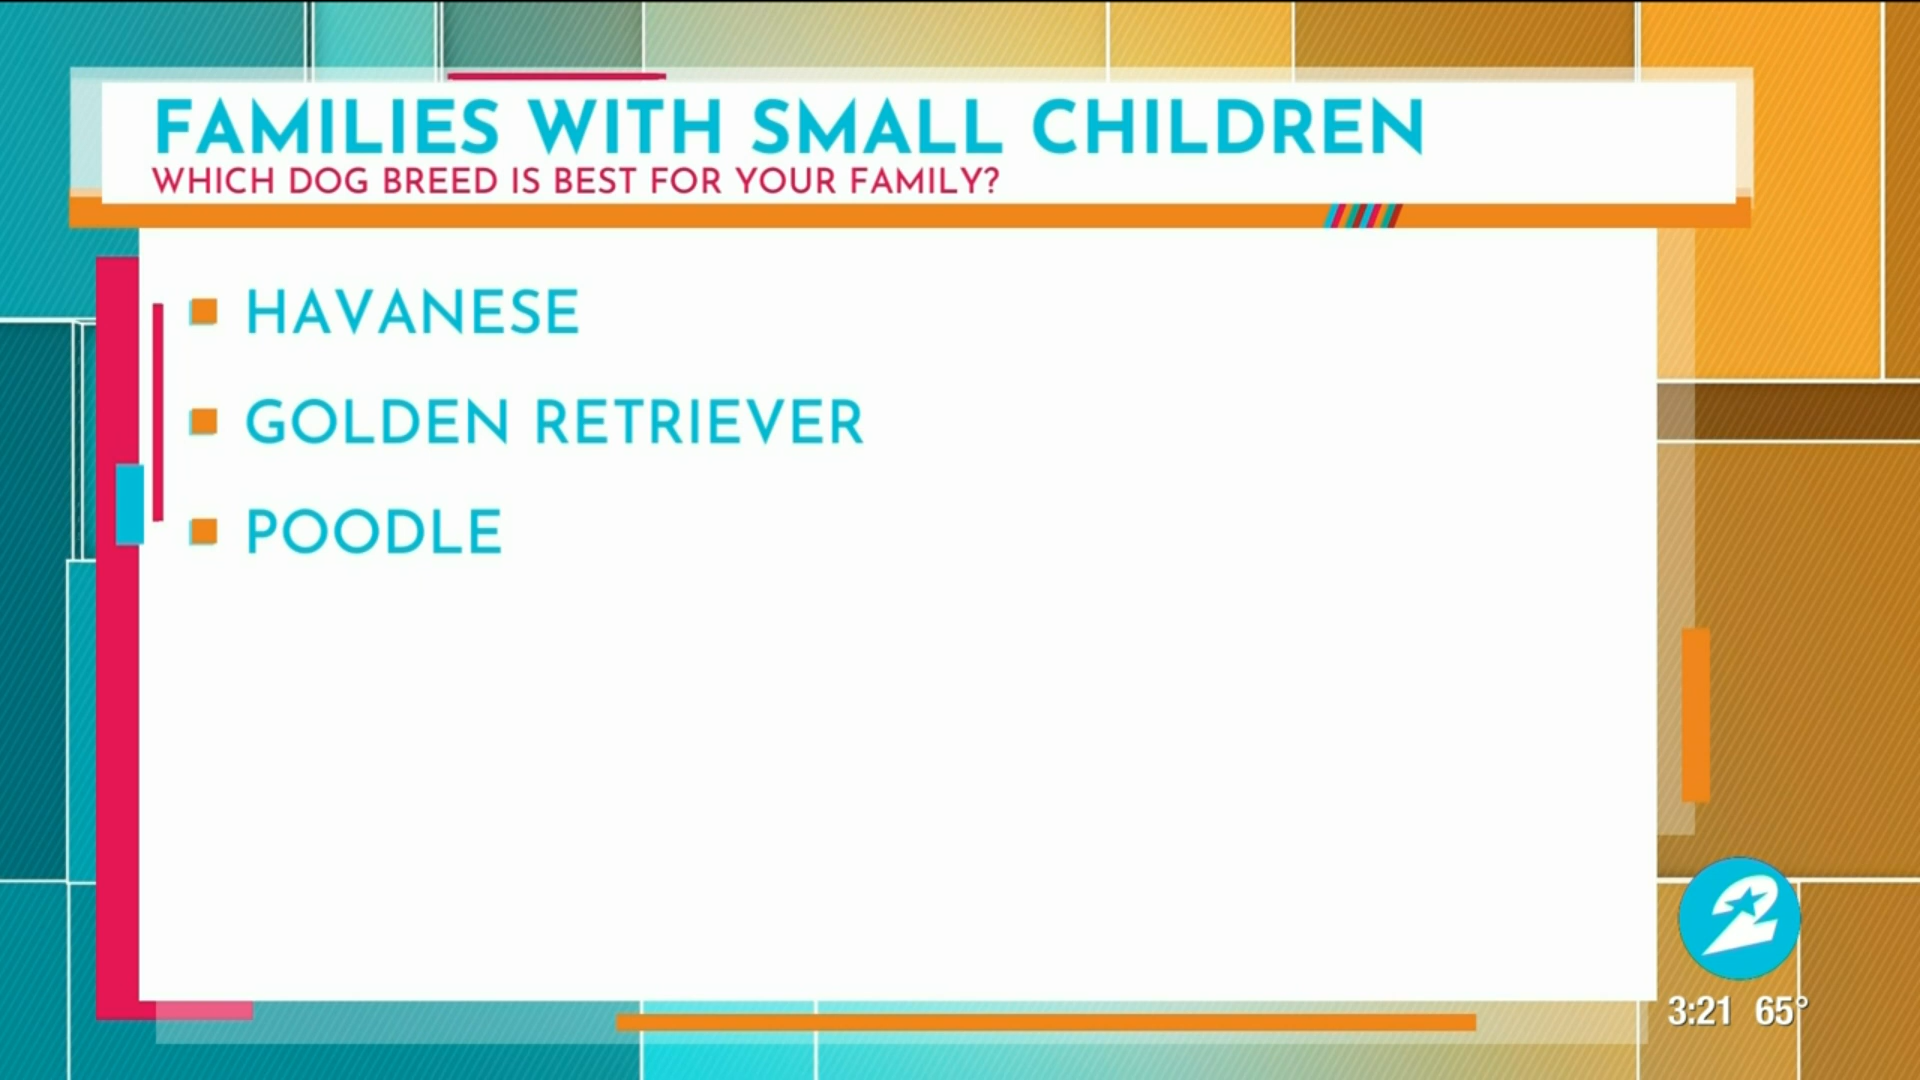 FAMILIES WITH SMALL CHILDREN
WHICH DOG BREED IS BEST FOR YOUR FAMILY?
HAVANESE
GOLDEN RETRIEVER
POODLE
2
3:21 65°